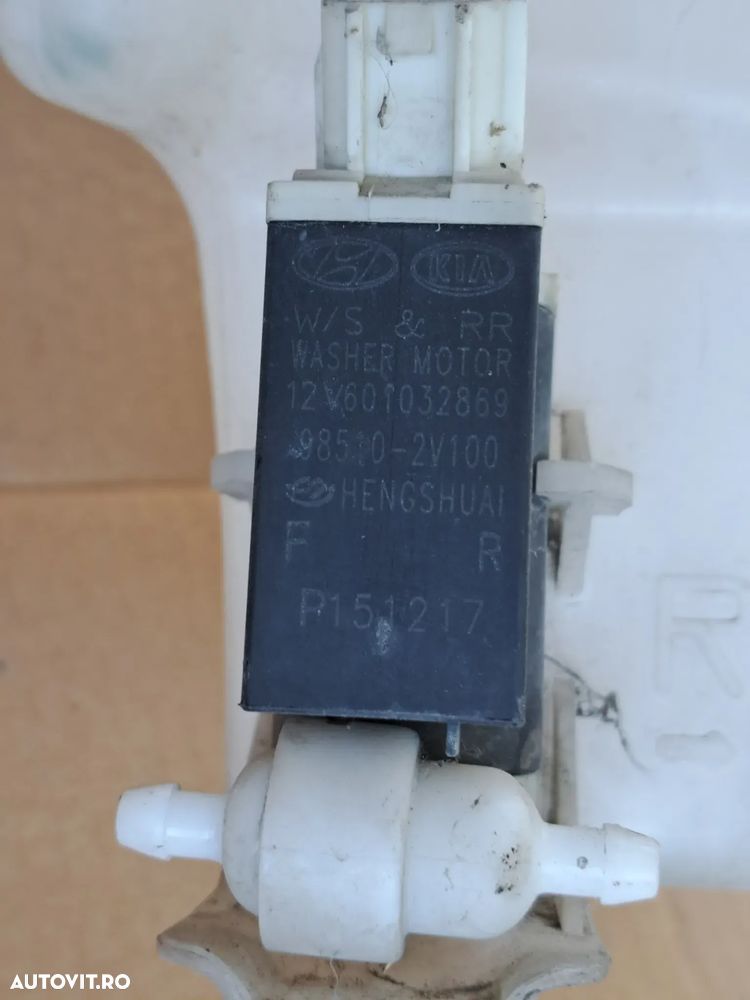 KIA
W/S & RR
WASHER MOTOR
12V601032869
98510-2V100
HENGSHUAI
F R
P151217
R
AUTOVIT.RO